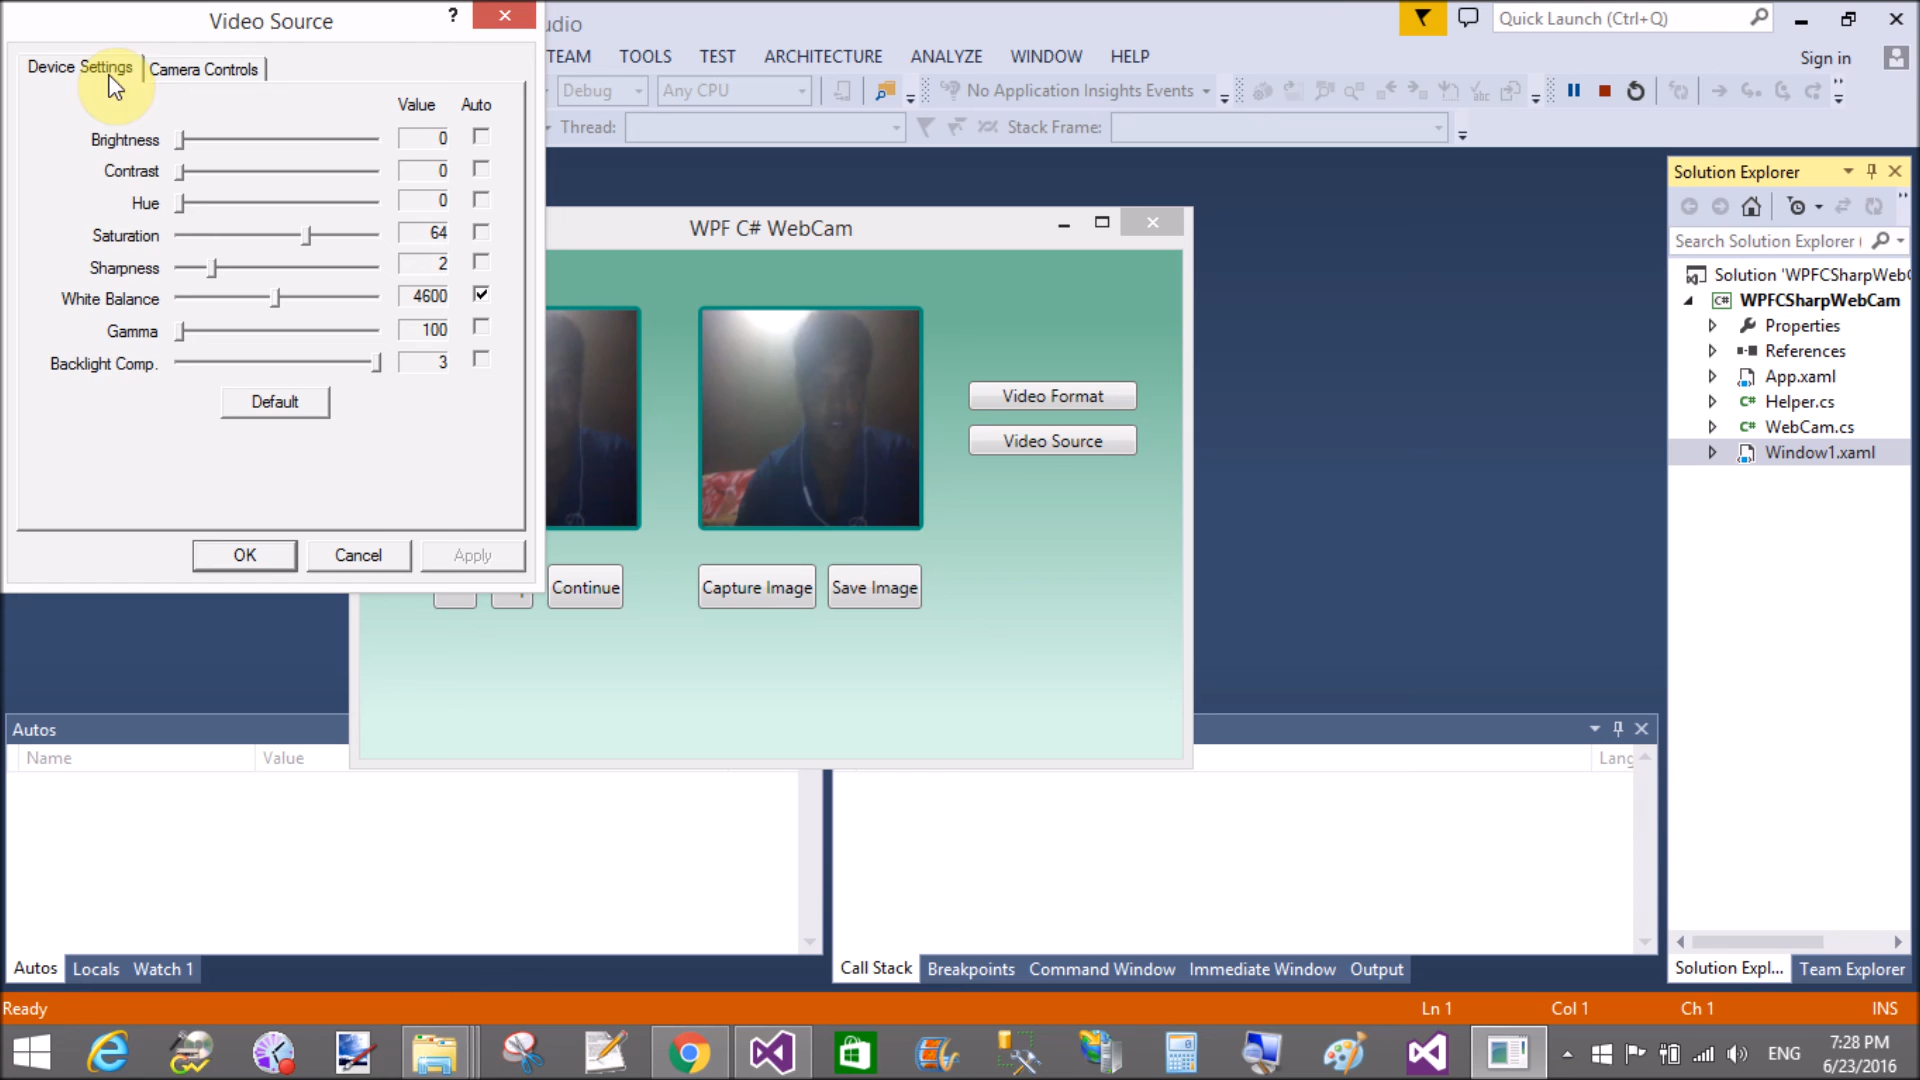 Video Source
?
udio
Quick Launch (Ctrl+Q)
TEAM TOOLS TEST ARCHITECTURE ANALYZE WINDOW HELP
Sign in
Debug
Any CPU
No Application Insights Events
Thread:
Stack Frame:
Device Settings
Camera Controls
Value Auto
Brightness 0
Contrast 0
Hue 0
Saturation 64
Sharpness 2
White Balance 4600
Gamma 100
Backlight Comp. 3
Default
OK
Cancel
Apply
WPF C# WebCam
Video Format
Video Source
Continue
Capture Image
Save Image
Solution Explorer
Search Solution Explorer (
Solution 'WPFCSharpWeb
C# WPFCSharpWebCam
Properties
References
App.xaml
C# Helper.cs
C# WebCam.cs
Window1.xaml
Solution Expl... Team Explorer
Autos
Name Value
Lang
Autos Locals Watch 1
Call Stack Breakpoints Command Window Immediate Window Output
Ready
Ln 1 Col 1 Ch 1 INS
ENG
7:28 PM
6/23/2016